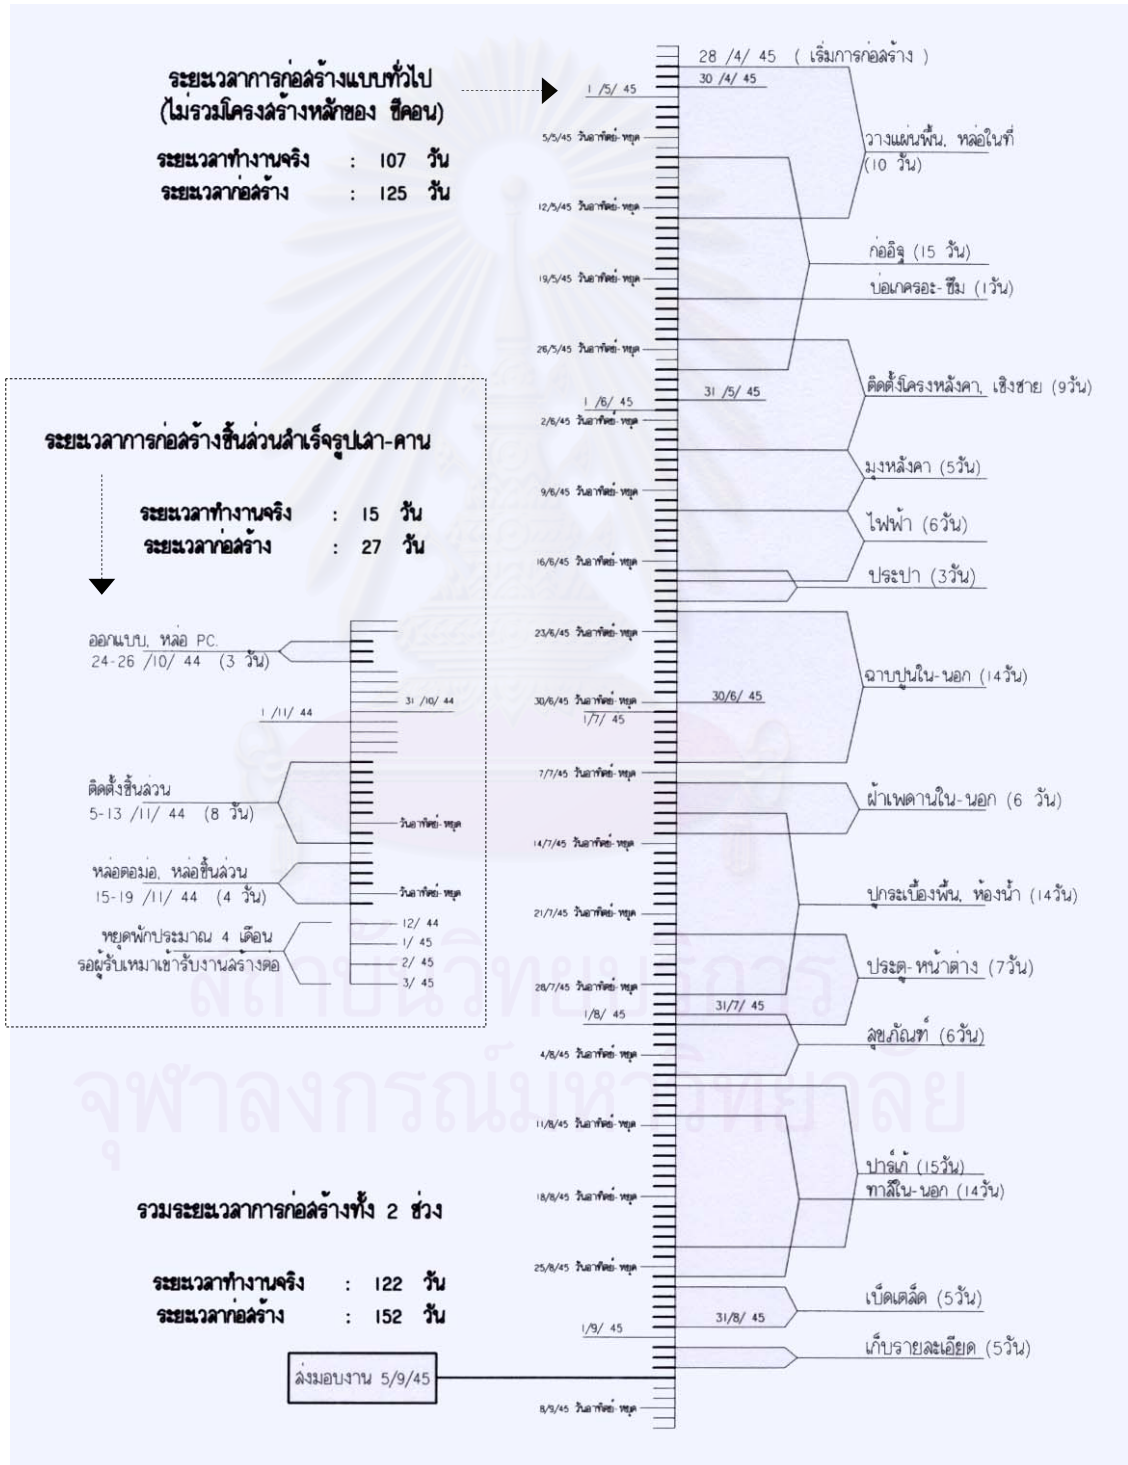 ระยะเวลาการก่อสร้างแบบทั่วไป
(ไม่รวมโครงสร้างหลักของ ซีคอน)
ระยะเวลาทำงานจริง : 107 วัน
ระยะเวลาก่อสร้าง : 125 วัน
ระยะเวลาการก่อสร้างชิ้นส่วนสำเร็จรูปเสา-คาน
ระยะเวลาทำงานจริง : 15 วัน
ระยะเวลาก่อสร้าง : 27 วัน
ออกแบบ, หล่อ PC.
24-26 /10/ 44 (3 วัน)
31 /10/ 44
1 /11/ 44
ติดตั้งชิ้นส่วน
5-13 /11/ 44 (8 วัน)
วันอาทิตย์-หยุด
หล่อตอม่อ, หล่อชิ้นส่วน
15-19 /11/ 44 (4 วัน)
วันอาทิตย์-หยุด
หยุดพักประมาณ 4 เดือน
รอผู้รับเหมาเข้ารับงานสร้างต่อ
12/ 44
1/ 45
2/ 45
3/ 45
รวมระยะเวลาการก่อสร้างทั้ง 2 ช่วง
ระยะเวลาทำงานจริง : 122 วัน
ระยะเวลาก่อสร้าง : 152 วัน
ส่งมอบงาน 5/9/45
28 /4/ 45 ( เริ่มการก่อสร้าง )
30 /4/ 45
1 /5/ 45
5/5/45 วันอาทิตย์-หยุด
วางแผ่นพื้น, หล่อในที่
(10 วัน)
12/5/45 วันอาทิตย์-หยุด
ก่ออิฐ (15 วัน)
19/5/45 วันอาทิตย์-หยุด
บ่อเกรอะ-ซึม (1วัน)
26/5/45 วันอาทิตย์-หยุด
ติดตั้งโครงหลังคา, เชิงชาย (9วัน)
31 /5/ 45
1 /6/ 45
2/6/45 วันอาทิตย์-หยุด
มุงหลังคา (5วัน)
9/6/45 วันอาทิตย์-หยุด
ไฟฟ้า (6วัน)
16/6/45 วันอาทิตย์-หยุด
ประปา (3วัน)
23/6/45 วันอาทิตย์-หยุด
ฉาบปูนใน-นอก (14วัน)
30/6/45 วันอาทิตย์-หยุด
30/6/ 45
1/7/ 45
7/7/45 วันอาทิตย์-หยุด
ฝ้าเพดานใน-นอก (6 วัน)
14/7/45 วันอาทิตย์-หยุด
ปูกระเบื้องพื้น, ห้องน้ำ (14วัน)
21/7/45 วันอาทิตย์-หยุด
ประตู-หน้าต่าง (7วัน)
28/7/45 วันอาทิตย์-หยุด
31/7/ 45
1/8/ 45
สุขภัณฑ์ (6วัน)
4/8/45 วันอาทิตย์-หยุด
11/8/45 วันอาทิตย์-หยุด
ปาร์เก้ (15วัน)
ทาสีใน-นอก (14วัน)
18/8/45 วันอาทิตย์-หยุด
25/8/45 วันอาทิตย์-หยุด
เบ็ดเตล็ด (5วัน)
31/8/ 45
1/9/ 45
เก็บรายละเอียด (5วัน)
8/9/45 วันอาทิตย์-หยุด
สถาบันวิทยบริการ
จุฬาลงกรณ์มหาวิทยาลัย